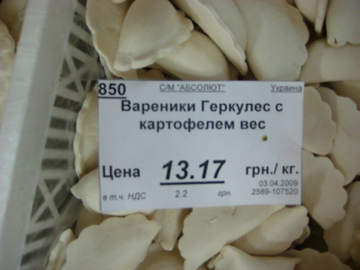 850 С/М "АБСОЛЮТ" Украина
Вареники Геркулес с
картофелем вес
Цена 13.17 грн./ кг.
03.04.2009
в т.ч. НДС 2.2 грн. 2589-107520